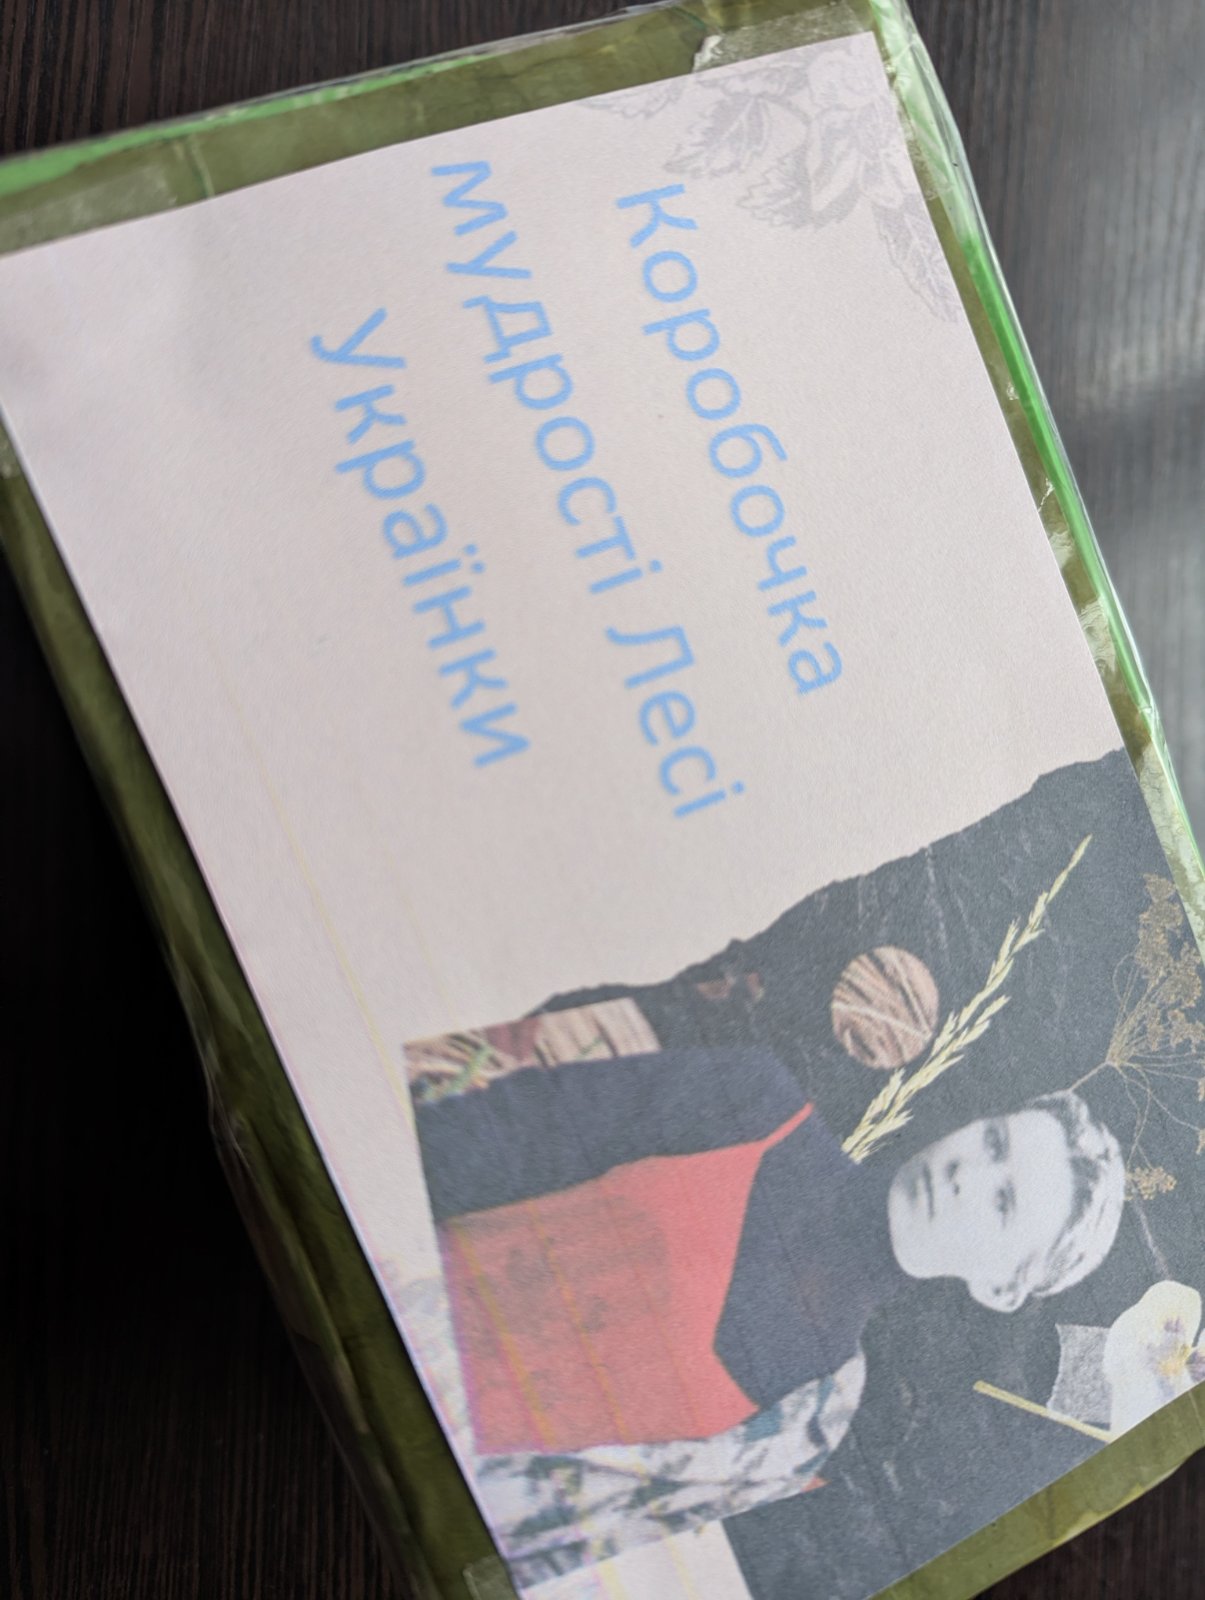 Коробочка
мудрості Лесі
Українки